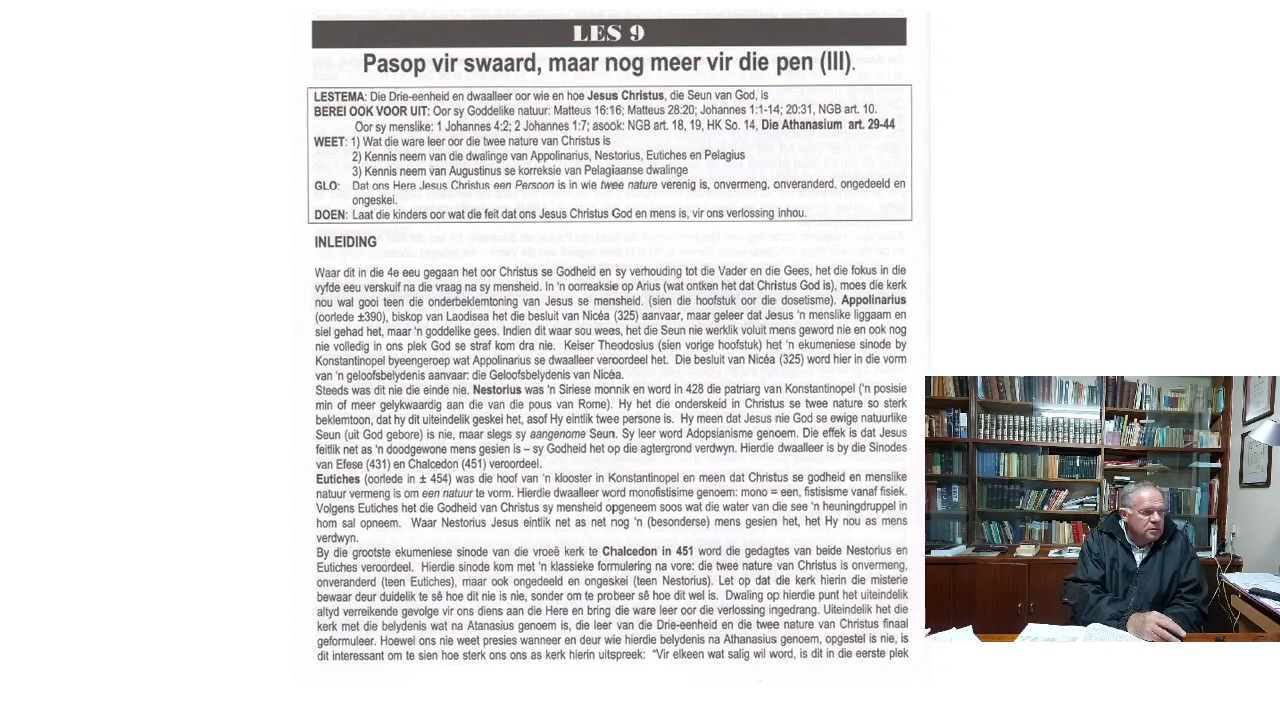 LES 9
Pasop vir swaard, maar nog meer vir die pen (III).
LESTEMA: Die Drie-eenheid en dwaalleer oor wie en hoe Jesus Christus, die Seun van God, is
BEREI OOK VOOR UIT: Oor sy Goddelike natuur: Matteus 16:16; Matteus 28:20; Johannes 1:1-14; 20:31, NGB art. 10.
Oor sy menslike: 1 Johannes 4:2; 2 Johannes 1:7; asook: NGB art. 18, 19, HK So. 14, Die Athanasium art. 29-44
WEET: 1) Wat die ware leer oor die twee nature van Christus is
2) Kennis neem van die dwalinge van Appolinarius, Nestorius, Eutiches en Pelagius
3) Kennis neem van Augustinus se korreksie van Pelagiaanse dwalinge
GLO: Dat ons Here Jesus Christus een Persoon is in wie twee nature verenig is, onvermeng, onveranderd, ongedeeld en
ongeskei.
DOEN: Laat die kinders oor wat die feit dat ons Jesus Christus God en mens is, vir ons verlossing inhou.
INLEIDING
Waar dit in die 4e eeu gegaan het oor Christus se Godheid en sy verhouding tot die Vader en die Gees, het die fokus in die
vyfde eeu verskuif na die vraag na sy mensheid. In 'n oorreaksie op Arius (wat ontken het dat Christus God is), moes die kerk
nou wal gooi teen die onderbeklemtoning van Jesus se mensheid. (sien die hoofstuk oor die dosetisme). Appolinarius
(oorlede ±390), biskop van Laodisea het die besluit van Nicéa (325) aanvaar, maar geleer dat Jesus 'n menslike liggaam en
siel gehad het, maar 'n goddelike gees. Indien dit waar sou wees, het die Seun nie werklik voluit mens geword nie en ook nog
nie volledig in ons plek God se straf kom dra nie. Keiser Theodosius (sien vorige hoofstuk) het 'n ekumeniese sinode by
Konstantinopel byeengeroep wat Appolinarius se dwaalleer veroordeel het. Die besluit van Nicéa (325) word hier in die vorm
van 'n geloofsbelydenis aanvaar: die Geloofsbelydenis van Nicéa.
Steeds was dit nie die einde nie. Nestorius was 'n Siriese monnik en word in 428 die patriarg van Konstantinopel ('n posisie
min of meer gelykwaardig aan die van die pous van Rome). Hy het die onderskeid in Christus se twee nature so sterk
beklemtoon, dat hy dit uiteindelik geskei het, asof Hy eintlik twee persone is. Hy meen dat Jesus nie God se ewige natuurlike
Seun (uit God gebore) is nie, maar slegs sy aangenome Seun. Sy leer word Adopsianisme genoem. Die effek is dat Jesus
feitlik net as 'n doodgewone mens gesien is – sy Godheid het op die agtergrond verdwyn. Hierdie dwaalleer is by die Sinodes
van Efese (431) en Chalcedon (451) veroordeel.
Eutiches (oorlede in ± 454) was die hoof van 'n klooster in Konstantinopel en meen dat Christus se godheid en menslike
natuur vermeng is om een natuur te vorm. Hierdie dwaalleer word monofistisime genoem: mono = een, fistisisme vanaf fisiek.
Volgens Eutiches het die Godheid van Christus sy mensheid opgeneem soos wat die water van die see 'n heuningdruppel in
hom sal opneem. Waar Nestorius Jesus eintlik net as net nog 'n (besonderse) mens gesien het, het Hy nou as mens
verdwyn.
By die grootste ekumeniese sinode van die vroeë kerk te Chalcedon in 451 word die gedagtes van beide Nestorius en
Eutiches veroordeel. Hierdie sinode kom met 'n klassieke formulering na vore: die twee nature van Christus is onvermeng,
onveranderd (teen Eutiches), maar ook ongedeeld en ongeskei (teen Nestorius). Let op dat die kerk hierin die misterie
bewaar deur duidelik te sê hoe dit nie is nie, sonder om te probeer sê hoe dit wel is. Dwaling op hierdie punt het uiteindelik
altyd verreikende gevolge vir ons diens aan die Here en bring die ware leer oor die verlossing ingedrang. Uiteindelik het die
kerk met die belydenis wat na Atanasius genoem is, die leer van die Drie-eenheid en die twee nature van Christus finaal
geformuleer. Hoewel ons nie weet presies wanneer en deur wie hierdie belydenis na Athanasius genoem, opgestel is nie, is
dit interessant om te sien hoe sterk ons ons as kerk hierin uitspreek: "Vir elkeen wat salig wil word, is dit in die eerste plek